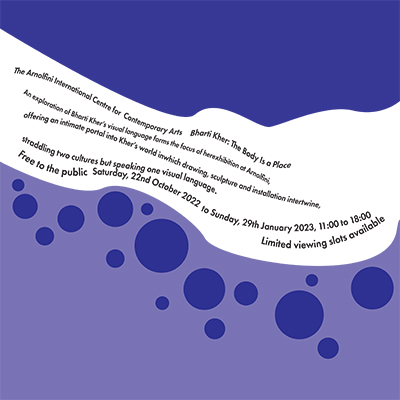 The Arnolfini International Centre for Contemporary Arts Bharti Kher: The Body Is a Place
An exploration of Bharti Kher's visual language forms the focus of herexhibition at Arnolfini,
offering an intimate portal into Kher's world inwhich drawing, sculpture and installation intertwine,
straddling two cultures but speaking one visual language.
Free to the public Saturday, 22nd October 2022 to Sunday, 29th January 2023, 11:00 to 18:00
Limited viewing slots available